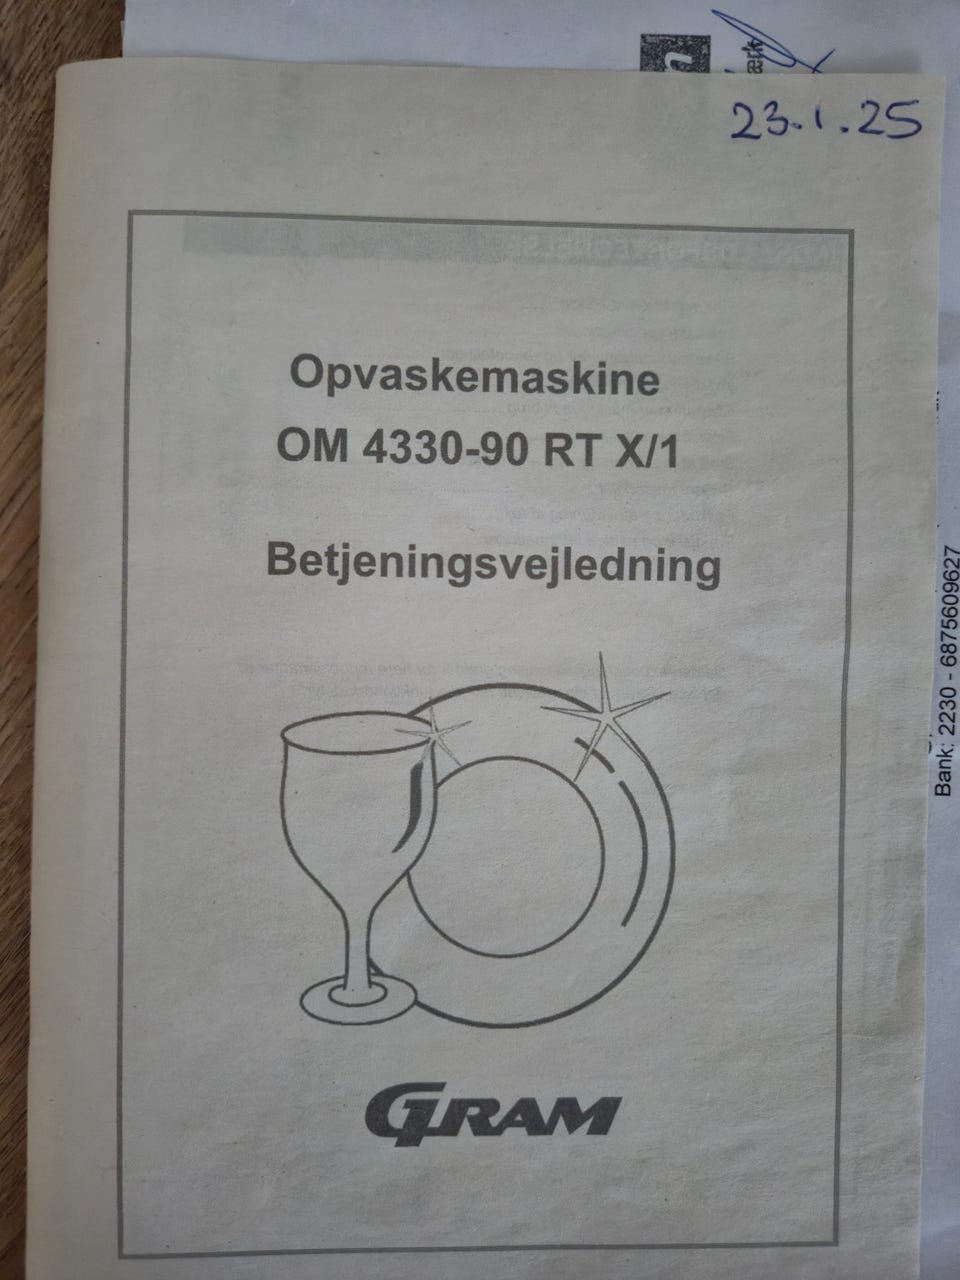 23.1.25
Opvaskemaskine
OM 4330-90 RT X/1
Betjeningsvejledning
GRAM
Bank: 2230 - 6875609627